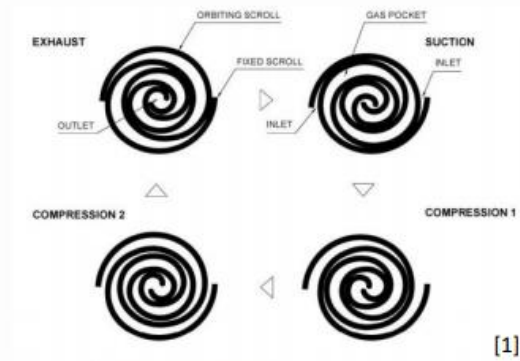 ORBITING SCROLL
GAS POCKET
EXHAUST
SUCTION
FIXED SCROLL
INLET
OUTLET
INLET
COMPRESSION 2
COMPRESSION 1
[1]